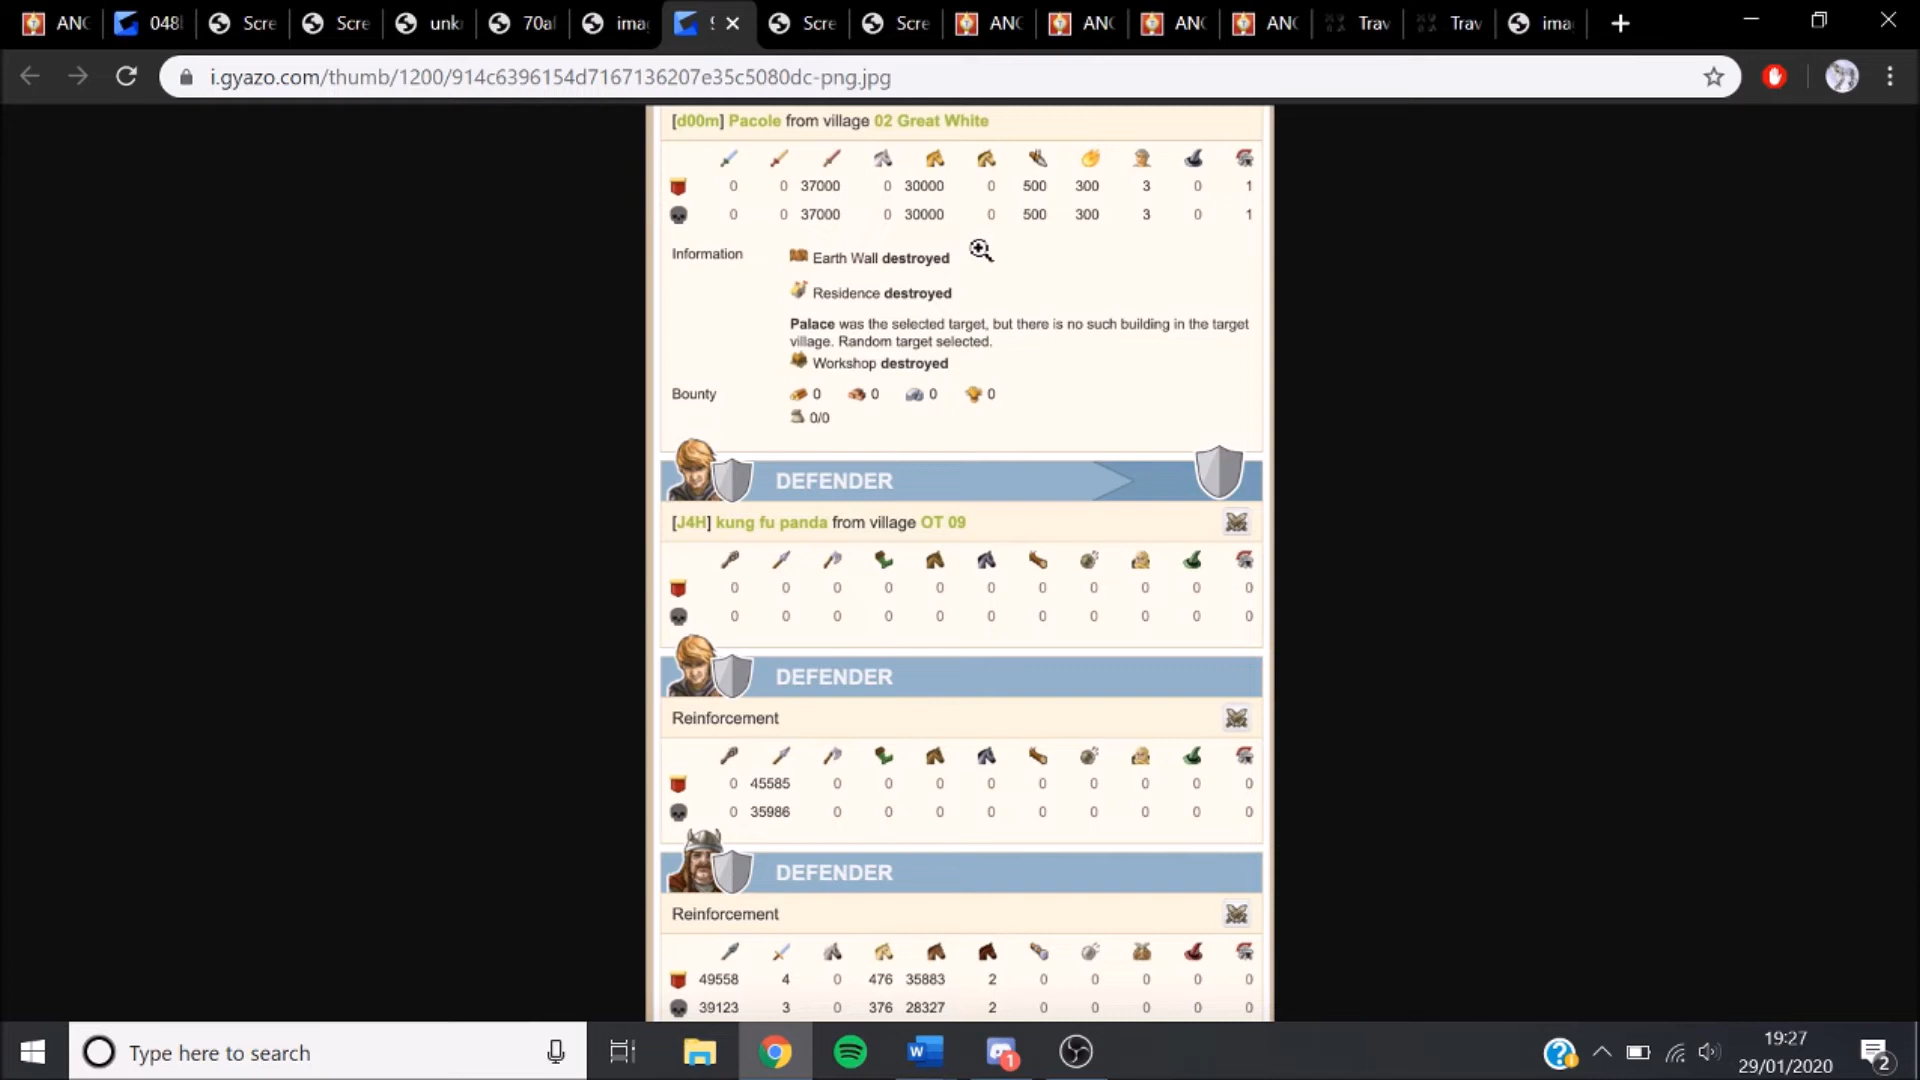 ANC
048
Scre
Scre
unk
70a
ima
Scre
Scre
ANC
ANC
ANC
ANC
Trav
Trav
ima
i.gyazo.com/thumb/1200/914c6396154d7167136207e35c5080dc-png.jpg
[d00m] Pacole from village 02 Great White
0 0 37000 0 30000 0 500 300 3 0 1
0 0 37000 0 30000 0 500 300 3 0 1
Information
Earth Wall destroyed
Residence destroyed
Palace was the selected target, but there is no such building in the target
village. Random target selected.
Workshop destroyed
Bounty
0 0 0 0
0/0
DEFENDER
[J4H] kung fu panda from village OT 09
0 0 0 0 0 0 0 0 0 0 0
0 0 0 0 0 0 0 0 0 0 0
DEFENDER
Reinforcement
0 45585 0 0 0 0 0 0 0 0 0
0 35986 0 0 0 0 0 0 0 0 0
DEFENDER
Reinforcement
49558 4 0 476 35883 2 0 0 0 0 0
39123 3 0 376 28327 2 0 0 0 0 0
Type here to search
1
19:27
29/01/2020
2